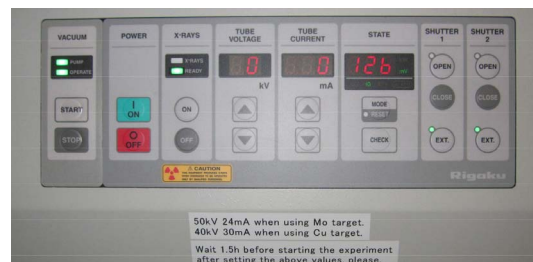 VACUUM
POWER
X-RAYS
TUBE VOLTAGE
TUBE CURRENT
STATE
SHUTTER 1
SHUTTER 2
PUMP
OPERATE
X-RAYS
READY
0
kV
0
mA
126
OPEN
OPEN
START
I
ON
ON
MODE
RESET
CLOSE
CLOSE
STOP
O
OFF
OFF
CHECK
EXT.
EXT.
CAUTION
Rigaku
50kV 24mA when using Mo target.
40kV 30mA when using Cu target.
Wait 1.5h before starting the experiment
after setting the above values, please.